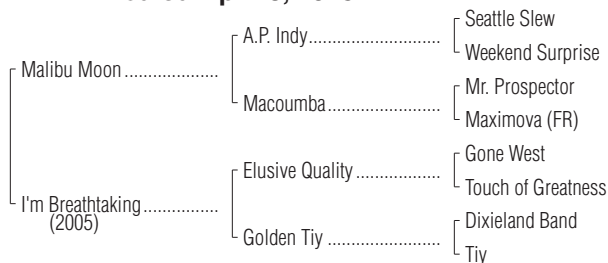 A.P. Indy
Seattle Slew
Weekend Surprise
Malibu Moon
Macoumba
Mr. Prospector
Maximova (FR)
I'm Breathtaking
(2005)
Elusive Quality
Gone West
Touch of Greatness
Golden Tiy
Dixieland Band
Tiy